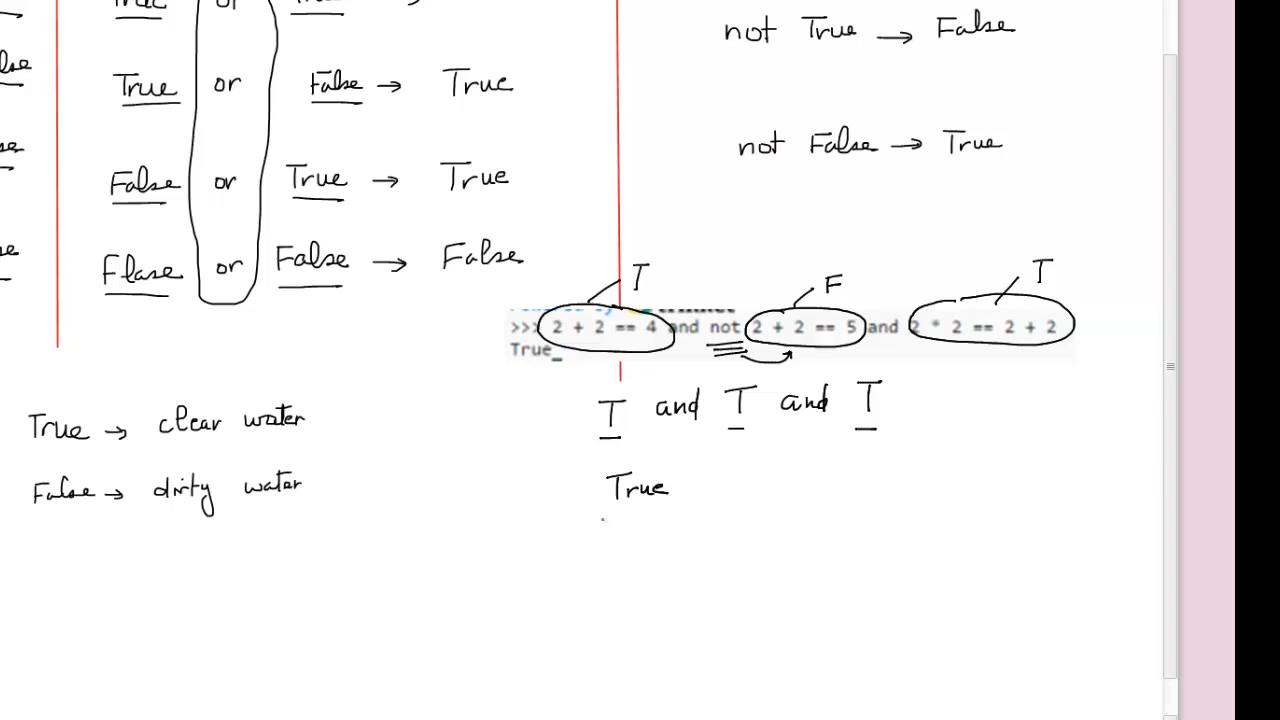 or
True or False → True
not True → False
False or True → True
not False → True
Flase or False → False
T F T
>>> 2 + 2 == 4 and not 2 + 2 == 5 and 2 * 2 == 2 + 2
True_
T and T and T
True → clear water
False → dirty water
True